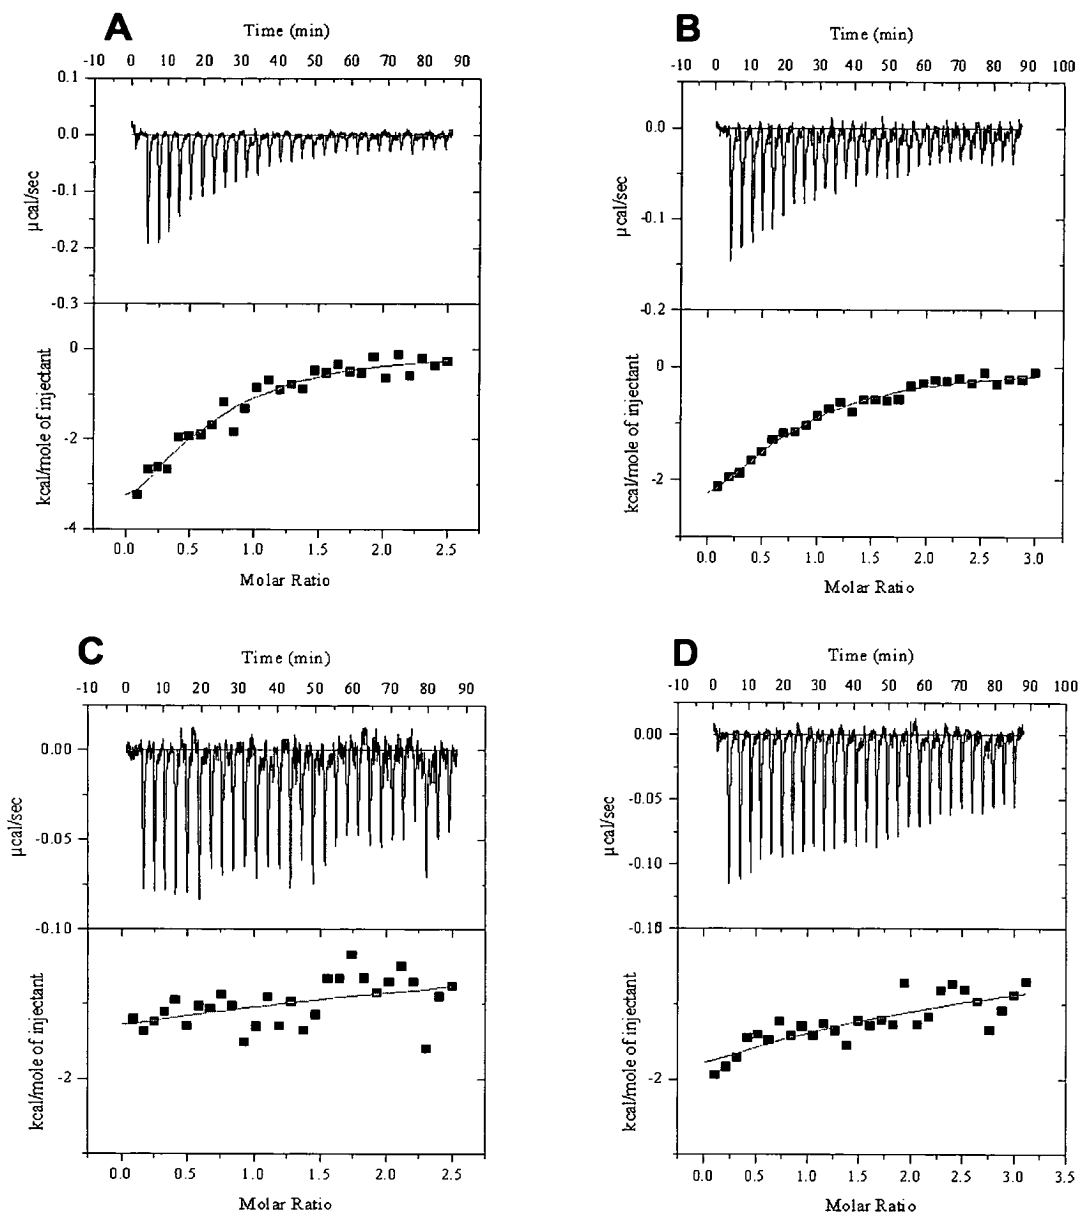 A
Time (min)
-10 0 10 20 30 40 50 60 70 80 90
0.1
0.0
-0.1
-0.2
-0.3
µcal/sec
0
-2
-4
kcal/mole of injectant
0.0 0.5 1.0 1.5 2.0 2.5
Molar Ratio
B
Time (min)
-10 0 10 20 30 40 50 60 70 80 90 100
0.0
-0.1
-0.2
µcal/sec
0
-2
kcal/mole of injectant
0.0 0.5 1.0 1.5 2.0 2.5 3.0
Molar Ratio
C
Time (min)
-10 0 10 20 30 40 50 60 70 80 90
0.00
-0.05
-0.10
µcal/sec
-2
kcal/mole of injectant
0.0 0.5 1.0 1.5 2.0 2.5
Molar Ratio
D
Time (min)
-10 0 10 20 30 40 50 60 70 80 90 100
0.00
-0.05
-0.10
µcal/sec
-2
kcal/mole of injectant
0.0 0.5 1.0 1.5 2.0 2.5 3.0 3.5
Molar Ratio